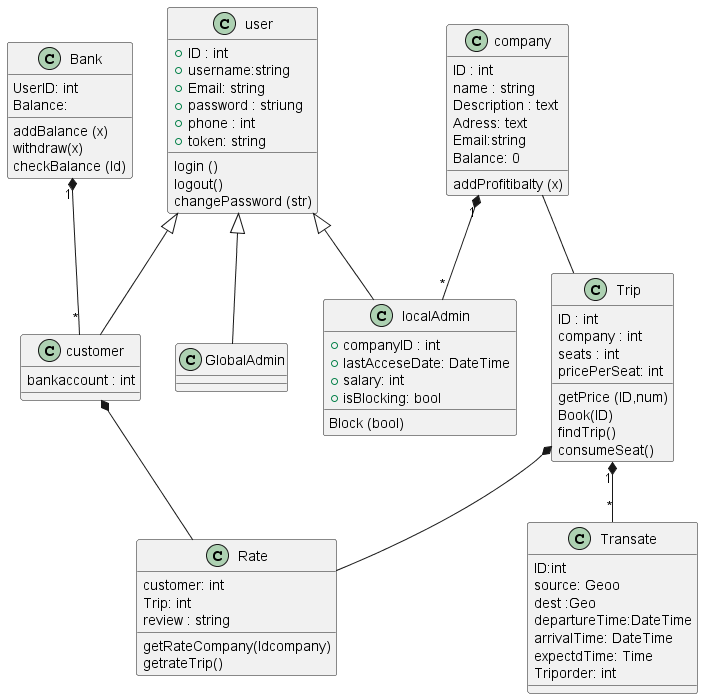 C Bank
UserID: int
Balance:
addBalance (x)
withdraw(x)
checkBalance (Id)
C user
ID : int
username:string
Email: string
password : striung
phone : int
token: string
login ()
logout()
changePassword (str)
C company
ID : int
name : string
Description : text
Adress: text
Email:string
Balance: 0
addProfitibalty (x)
1
*
1
*
C customer
bankaccount : int
C GlobalAdmin
C localAdmin
companyID : int
lastAcceseDate: DateTime
salary: int
isBlocking: bool
Block (bool)
C Trip
ID : int
company : int
seats : int
pricePerSeat: int
getPrice (ID,num)
Book(ID)
findTrip()
consumeSeat()
1
*
C Rate
customer: int
Trip: int
review : string
getRateCompany(Idcompany)
getrateTrip()
C Transate
ID:int
source: Geoo
dest :Geo
departureTime:DateTime
arrivalTime: DateTime
expectdTime: Time
Triporder: int